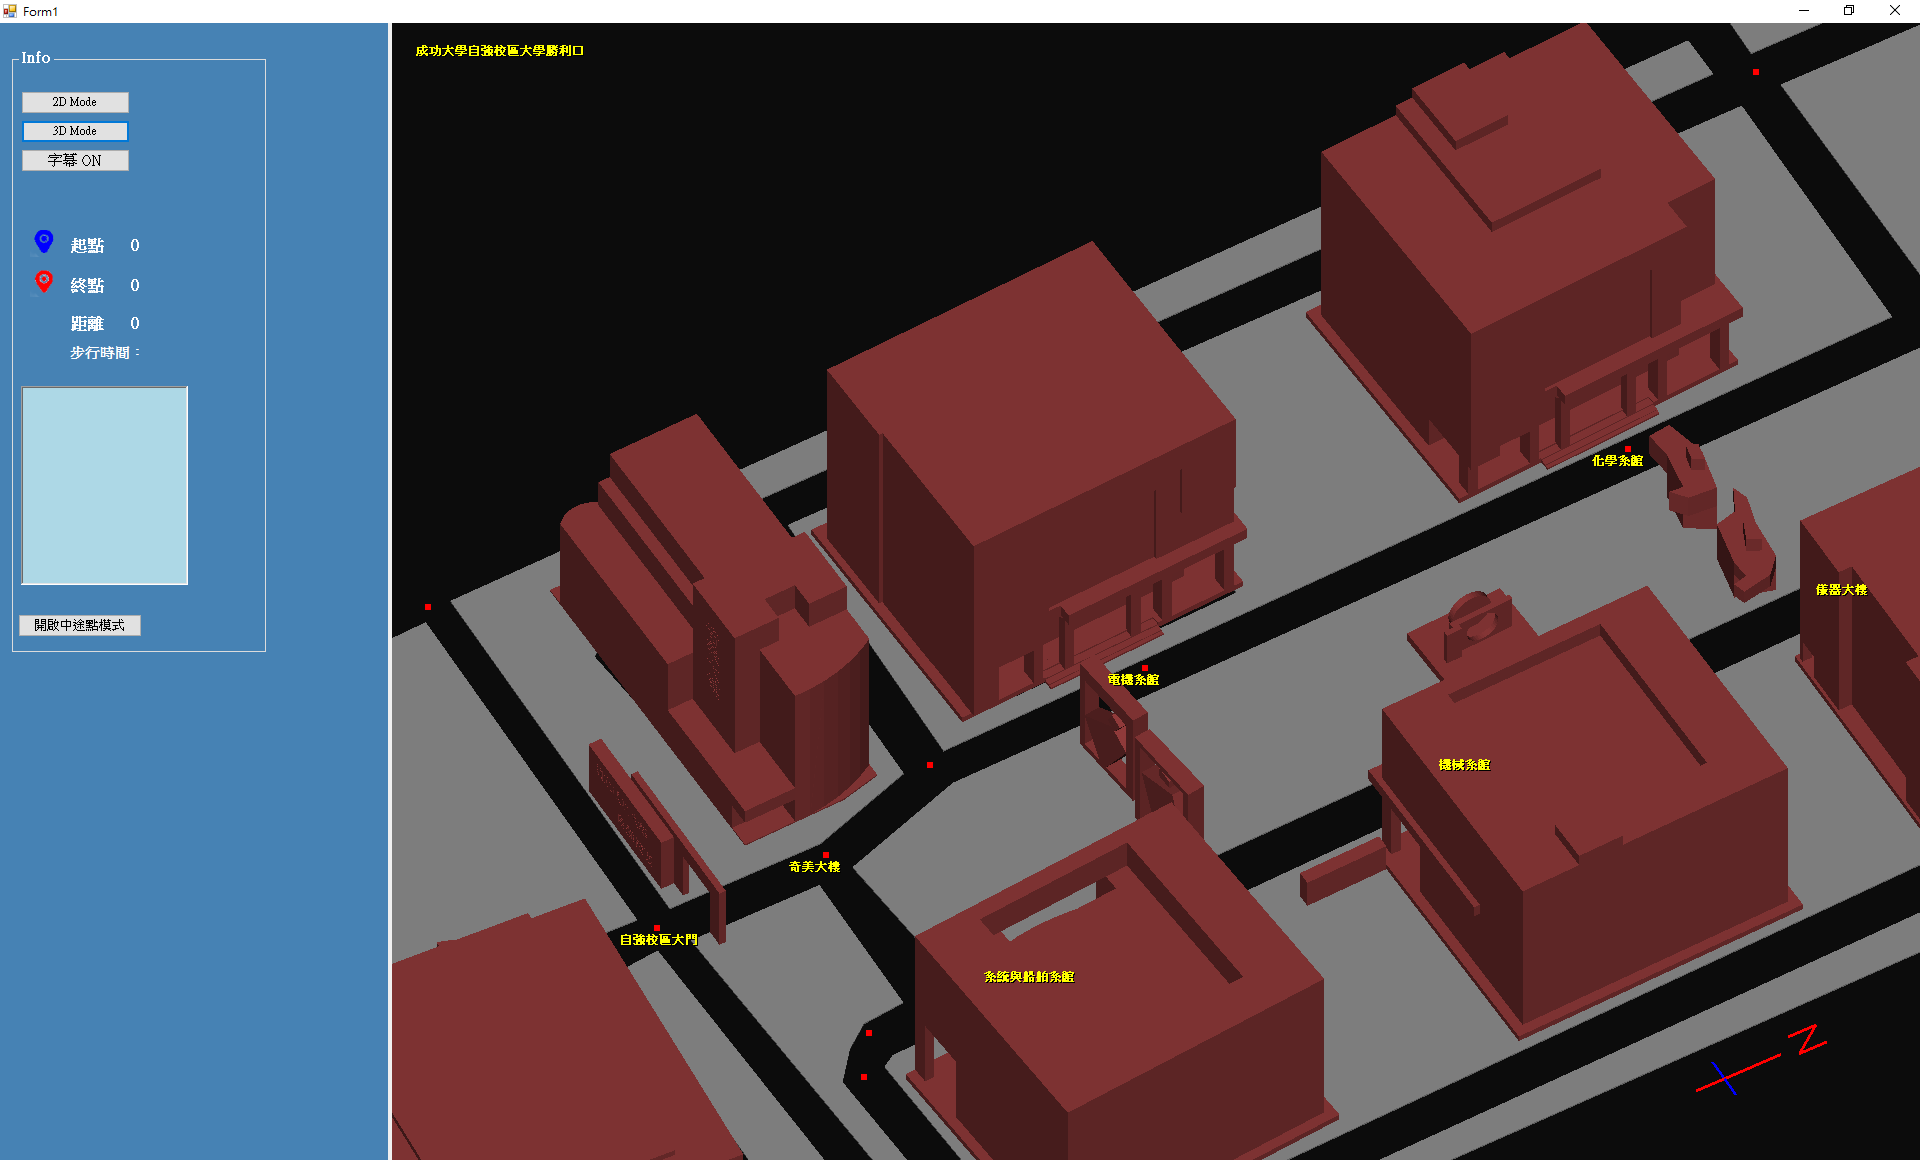 Form1
Info
2D Mode
3D Mode
字幕 ON
起點 0
終點 0
距離 0
步行時間：
開啟中途點模式
成功大學自強校區大學勝利口
化學系館
儀器大樓
電機系館
機械系館
奇美大樓
自強校區大門
系統與船舶系館
N